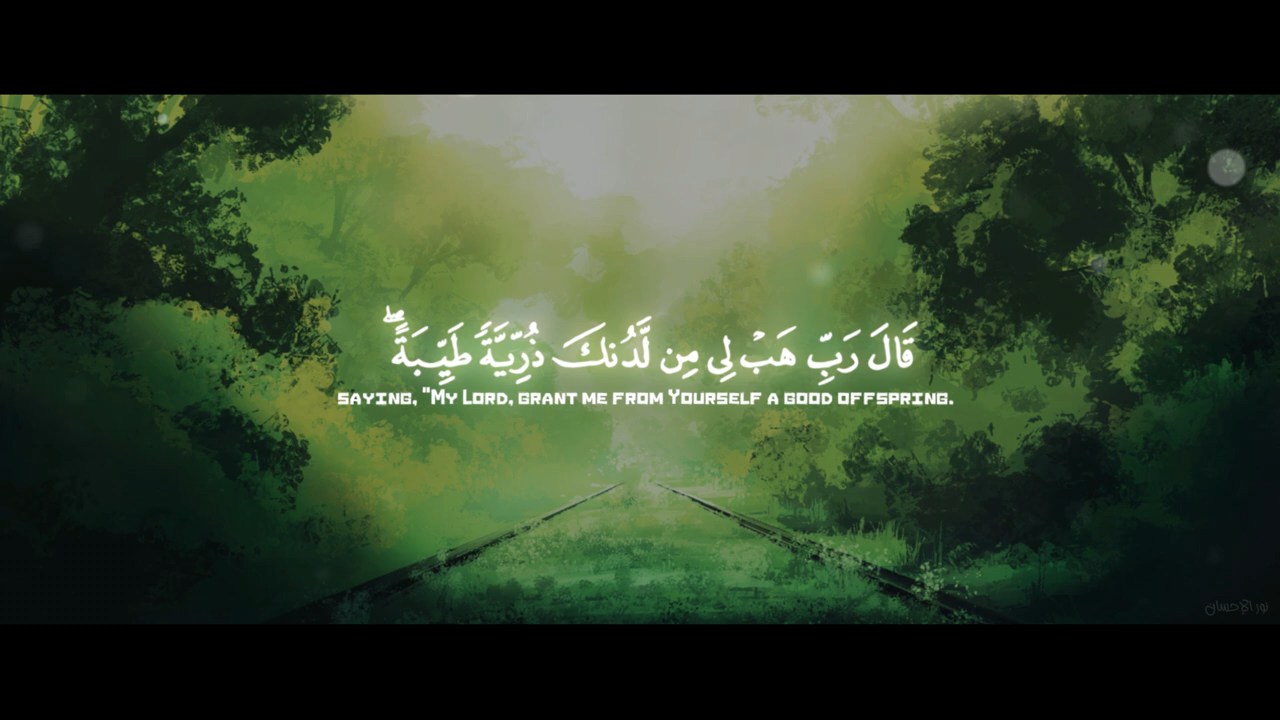 قَالَ رَبِّ هَبْ لِى مِن لَّدُنكَ ذُرِّيَّةً طَيِّبَةً ۖ
SAYING, "MY LORD, GRANT ME FROM YOURSELF A GOOD OFFSPRING.
نور الإحسان